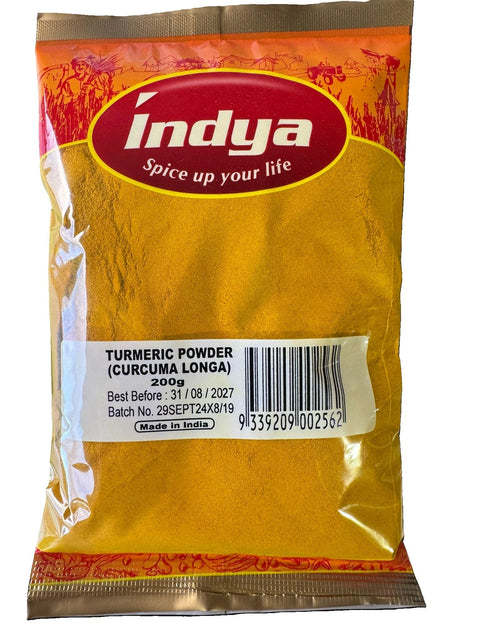 índya
Spice up your life
TURMERIC POWDER
(CURCUMA LONGA)
200g
Best Before : 31 / 08 / 2027
Batch No. 29SEPT24X8/19
Made in India
9 339209 002562